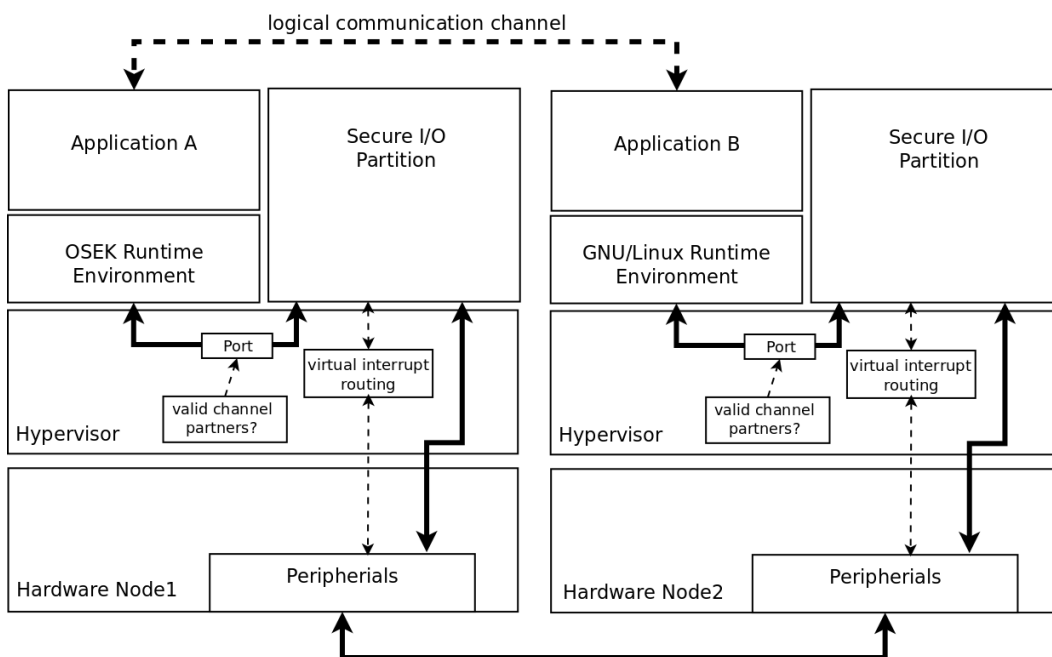 logical communication channel
Application A
Secure I/O
Partition
OSEK Runtime
Environment
Port
virtual interrupt
routing
valid channel
partners?
Hypervisor
Peripherials
Hardware Node1
Application B
Secure I/O
Partition
GNU/Linux Runtime
Environment
Port
virtual interrupt
routing
valid channel
partners?
Hypervisor
Peripherials
Hardware Node2